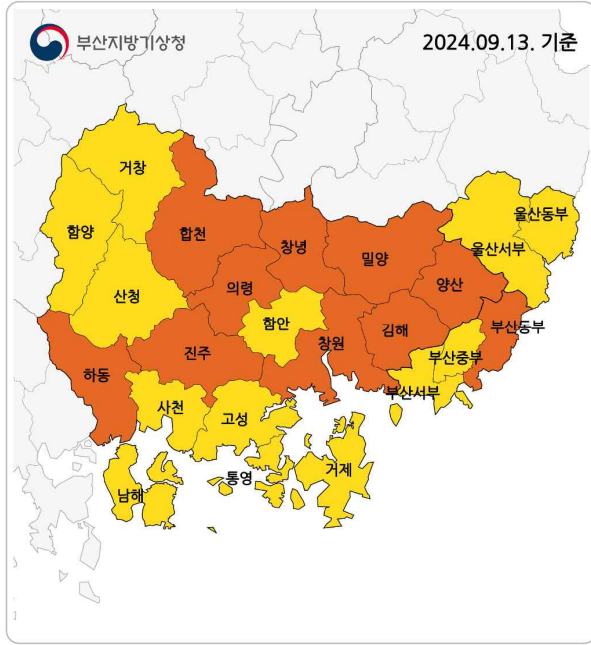 부산지방기상청
2024.09.13. 기준
거창
울산동부
함양
합천
창녕
울산서부
밀양
양산
의령
산청
함안
부산동부
김해
창원
진주
부산중부
하동
부산서부
사천
고성
거제
통영
남해